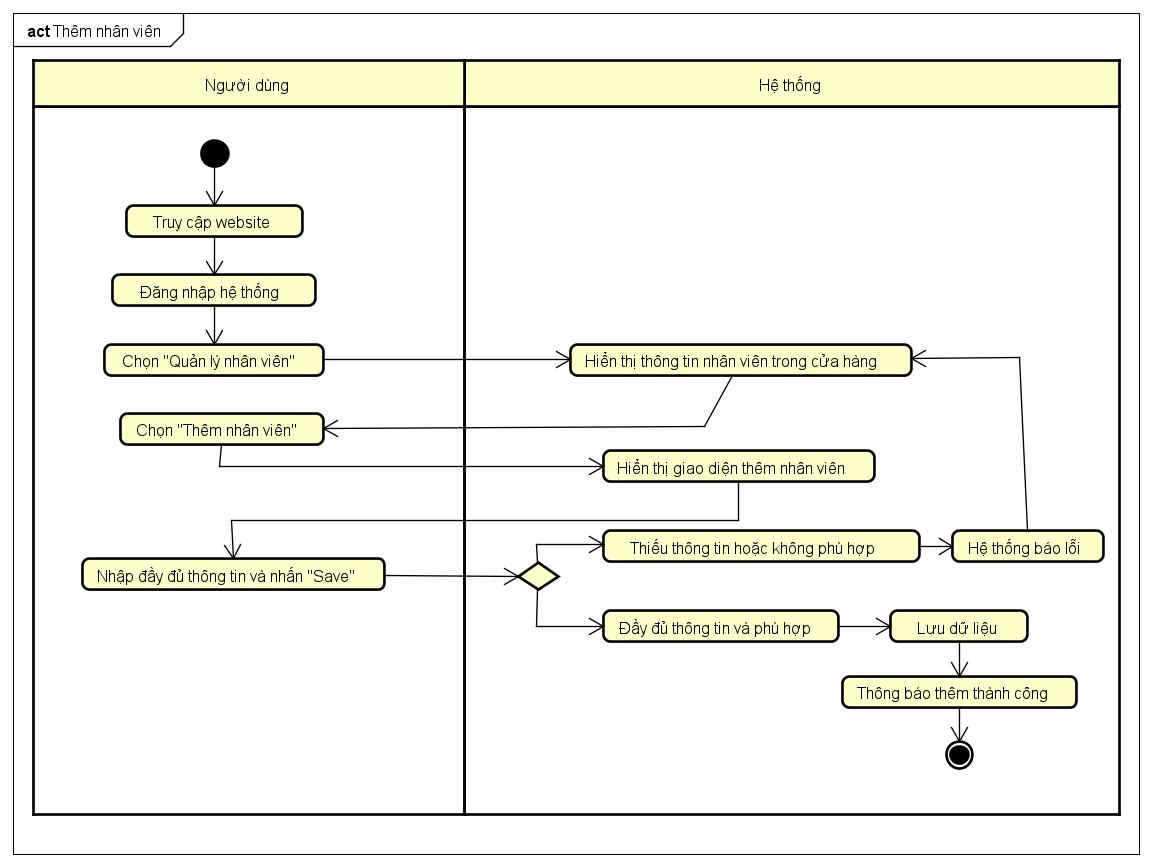 act Thêm nhân viên
Người dùng
Hệ thống
Truy cập website
Đăng nhập hệ thống
Chọn "Quản lý nhân viên"
Hiển thị thông tin nhân viên trong cửa hàng
Chọn "Thêm nhân viên"
Hiển thị giao diện thêm nhân viên
Thiếu thông tin hoặc không phù hợp
Hệ thống báo lỗi
Nhập đầy đủ thông tin và nhấn "Save"
Đầy đủ thông tin và phù hợp
Lưu dữ liệu
Thông báo thêm thành công